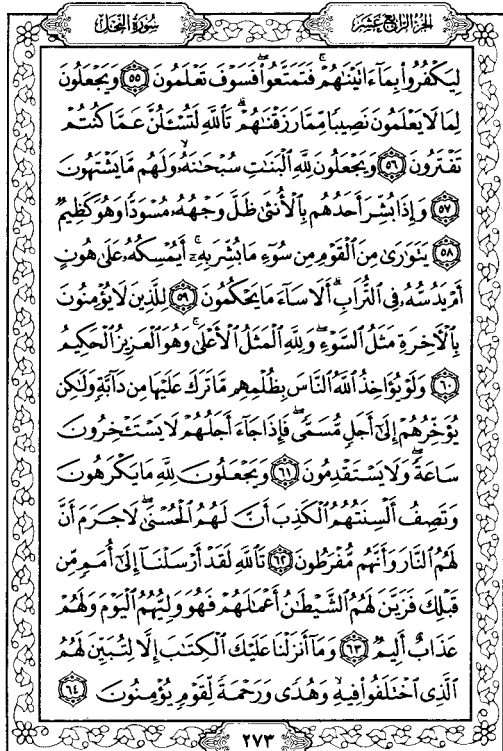 الجزء الرابع عشر
سورة النحل
لِيَكْفُرُوا۟ بِمَآ ءَاتَيْنَٰهُمْ ۚ فَتَمَتَّعُوا۟ ۖ فَسَوْفَ تَعْلَمُونَ ٥٥ وَيَجْعَلُونَ
لِمَا لَا يَعْلَمُونَ نَصِيبًا مِّمَّا رَزَقْنَٰهُمْ ۗ تَٱللَّهِ لَتُسْـَٔلُنَّ عَمَّا كُنتُمْ
تَفْتَرُونَ ٥٦ وَيَجْعَلُونَ لِلَّهِ ٱلْبَنَٰتِ سُبْحَٰنَهُۥ ۙ وَلَهُم مَّا يَشْتَهُونَ
٥٧ وَإِذَا بُشِّرَ أَحَدُهُم بِٱلْأُنثَىٰ ظَلَّ وَجْهُهُۥ مُسْوَدًّا وَهُوَ كَظِيمٌ
٥٨ يَتَوَٰرَىٰ مِنَ ٱلْقَوْمِ مِن سُوٓءِ مَا بُشِّرَ بِهِۦٓ ۚ أَيُمْسِكُهُۥ عَلَىٰ هُونٍ
أَمْ يَدُسُّهُۥ فِى ٱلتُّرَابِ ۗ أَلَا سَآءَ مَا يَحْكُمُونَ ٥٩ لِلَّذِينَ لَا يُؤْمِنُونَ
بِٱلْـَٔاخِرَةِ مَثَلُ ٱلسَّوْءِ ۖ وَلِلَّهِ ٱلْمَثَلُ ٱلْأَعْلَىٰ ۚ وَهُوَ ٱلْعَزِيزُ ٱلْحَكِيمُ
٦٠ وَلَوْ يُؤَاخِذُ ٱللَّهُ ٱلنَّاسَ بِظُلْمِهِم مَّا تَرَكَ عَلَيْهَا مِن دَآبَّةٍ وَلَٰكِن
يُؤَخِّرُهُمْ إِلَىٰٓ أَجَلٍ مُّسَمًّى ۖ فَإِذَا جَآءَ أَجَلُهُمْ لَا يَسْتَـْٔخِرُونَ
سَاعَةً ۖ وَلَا يَسْتَقْدِمُونَ ٦١ وَيَجْعَلُونَ لِلَّهِ مَا يَكْرَهُونَ
وَتَصِفُ أَلْسِنَتُهُمُ ٱلْكَذِبَ أَنَّ لَهُمُ ٱلْحُسْنَىٰ ۖ لَا جَرَمَ أَنَّ
لَهُمُ ٱلنَّارَ وَأَنَّهُم مُّفْرَطُونَ ٦٢ تَٱللَّهِ لَقَدْ أَرْسَلْنَآ إِلَىٰٓ أُمَمٍ مِّن
قَبْلِكَ فَزَيَّنَ لَهُمُ ٱلشَّيْطَٰنُ أَعْمَٰلَهُمْ فَهُوَ وَلِيُّهُمُ ٱلْيَوْمَ وَلَهُمْ
عَذَابٌ أَلِيمٌ ٦٣ وَمَآ أَنزَلْنَا عَلَيْكَ ٱلْكِتَٰبَ إِلَّا لِتُبَيِّنَ لَهُمُ
ٱلَّذِى ٱخْتَلَفُوا۟ فِيهِ ۙ وَهُدًى وَرَحْمَةً لِّقَوْمٍ يُؤْمِنُونَ ٦٤
٢٧٣